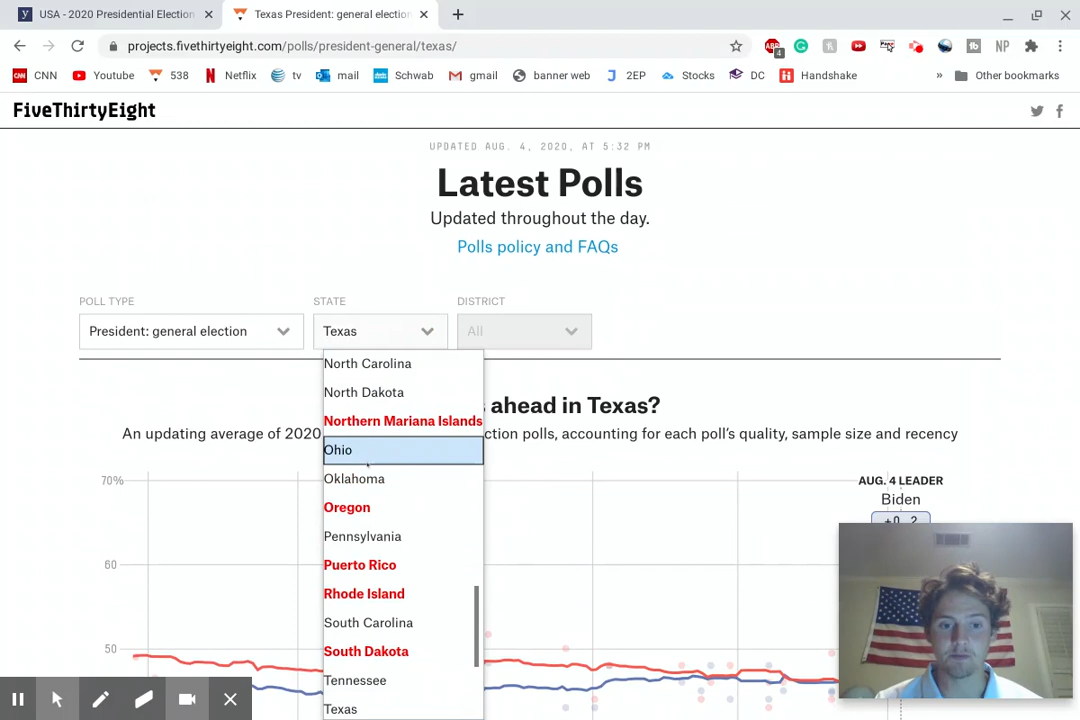 USA - 2020 Presidential Election
Texas President: general election
projects.fivethirtyeight.com/polls/president-general/texas/
CNN Youtube 538 Netflix tv mail Schwab gmail banner web 2EP Stocks DC Handshake » Other bookmarks
FiveThirtyEight
UPDATED AUG. 4, 2020, AT 5:32 PM
Latest Polls
Updated throughout the day.
Polls policy and FAQs
POLL TYPE STATE DISTRICT
President: general election Texas All
North Carolina
North Dakota
Northern Mariana Islands
Ohio
Oklahoma
Oregon
Pennsylvania
Puerto Rico
Rhode Island
South Carolina
South Dakota
Tennessee
Texas
ahead in Texas?
An updating average of 2020 ction polls, accounting for each poll's quality, sample size and recency
70%
60
50
AUG. 4 LEADER
Biden